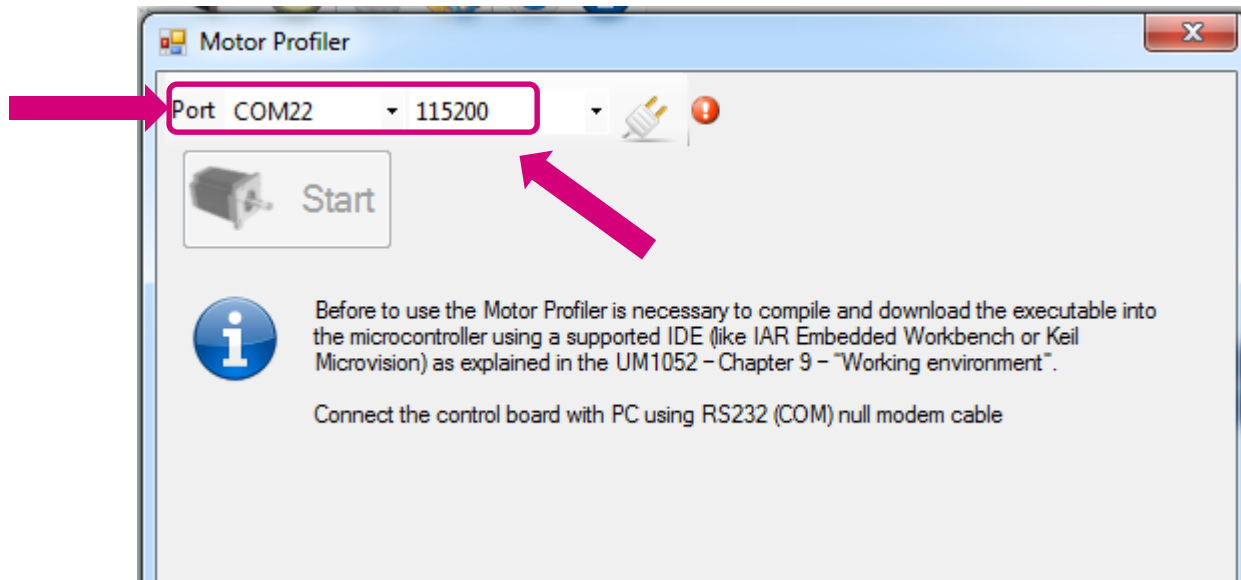 Motor Profiler
Port COM22 115200
Start
Before to use the Motor Profiler is necessary to compile and download the executable into
the microcontroller using a supported IDE (like IAR Embedded Workbench or Keil
Microvision) as explained in the UM1052 – Chapter 9 – "Working environment".
Connect the control board with PC using RS232 (COM) null modem cable